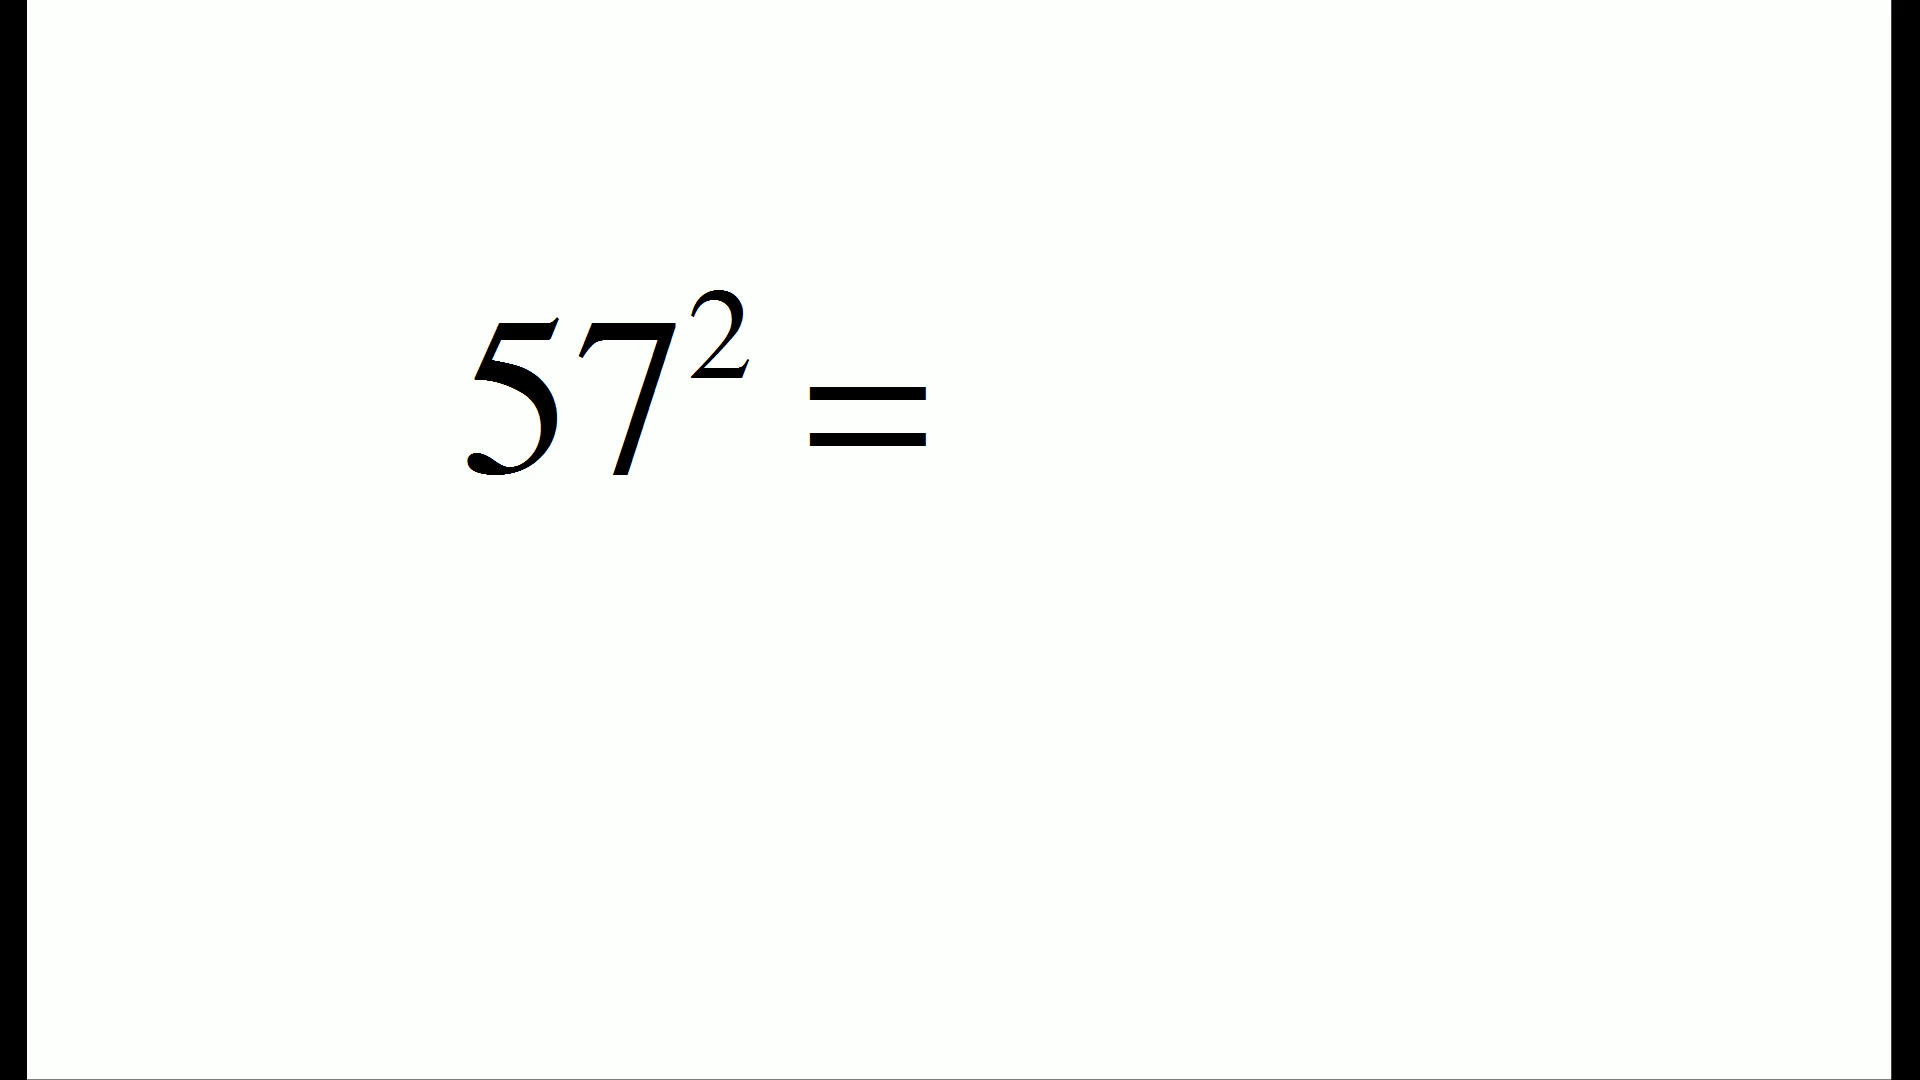 57² =